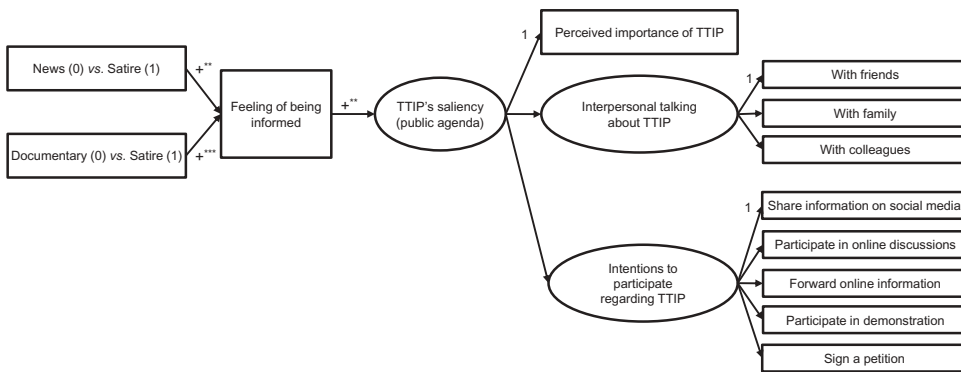 News (0) vs. Satire (1)
+**
Documentary (0) vs. Satire (1)
+***
Feeling of being
informed
+**
TTIP's saliency
(public agenda)
1
Perceived importance of TTIP
Interpersonal talking
about TTIP
1
With friends
With family
With colleagues
Intentions to
participate
regarding TTIP
1
Share information on social media
Participate in online discussions
Forward online information
Participate in demonstration
Sign a petition